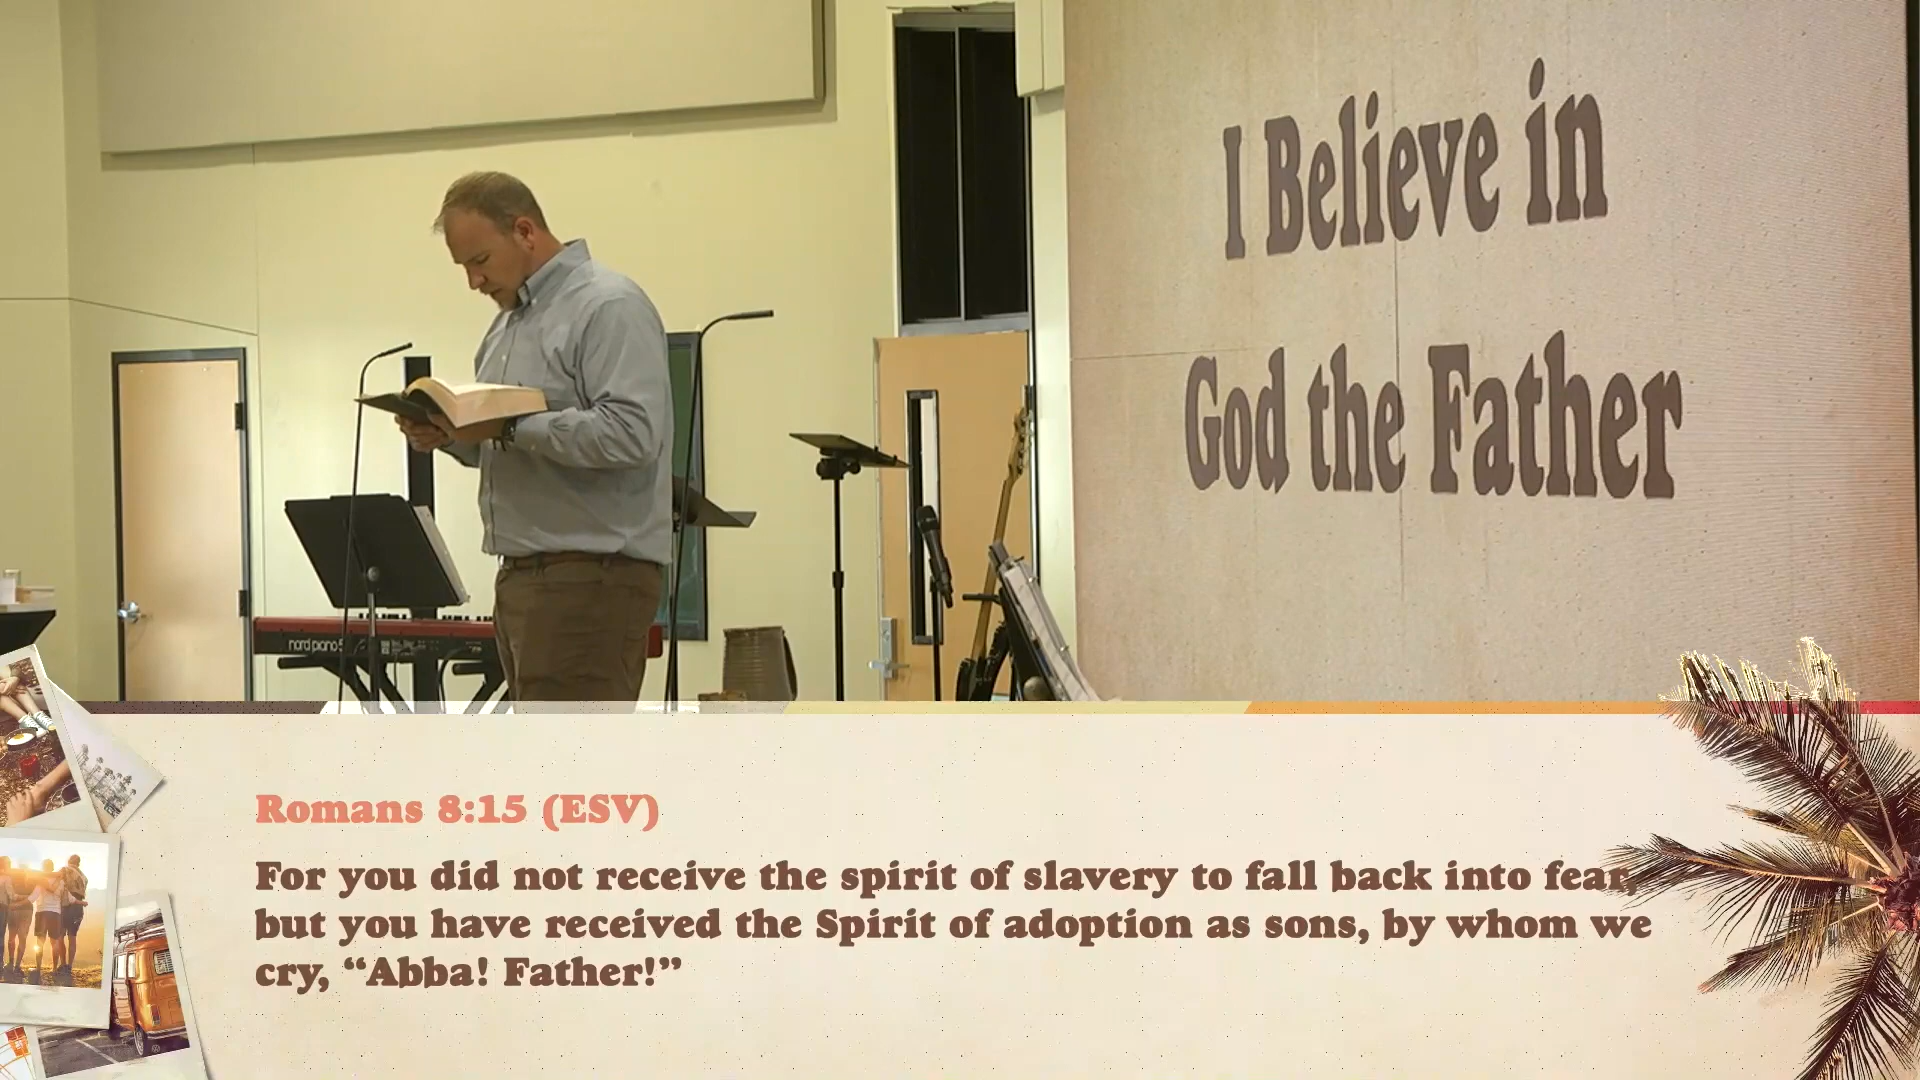 I Believe in
God the Father
nord piano 5
Romans 8:15 (ESV)
For you did not receive the spirit of slavery to fall back into fear,
but you have received the Spirit of adoption as sons, by whom we
cry, “Abba! Father!”